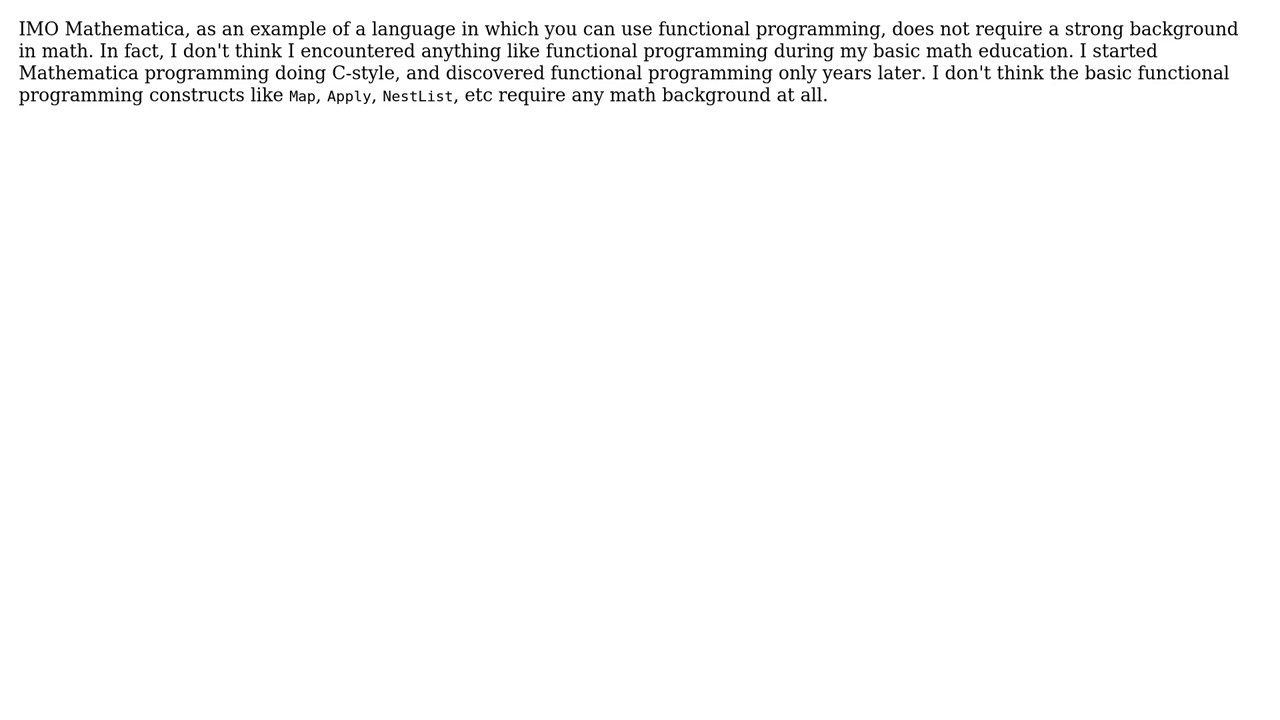 IMO Mathematica, as an example of a language in which you can use functional programming, does not require a strong background
in math. In fact, I don't think I encountered anything like functional programming during my basic math education. I started
Mathematica programming doing C-style, and discovered functional programming only years later. I don't think the basic functional
programming constructs like Map, Apply, NestList, etc require any math background at all.